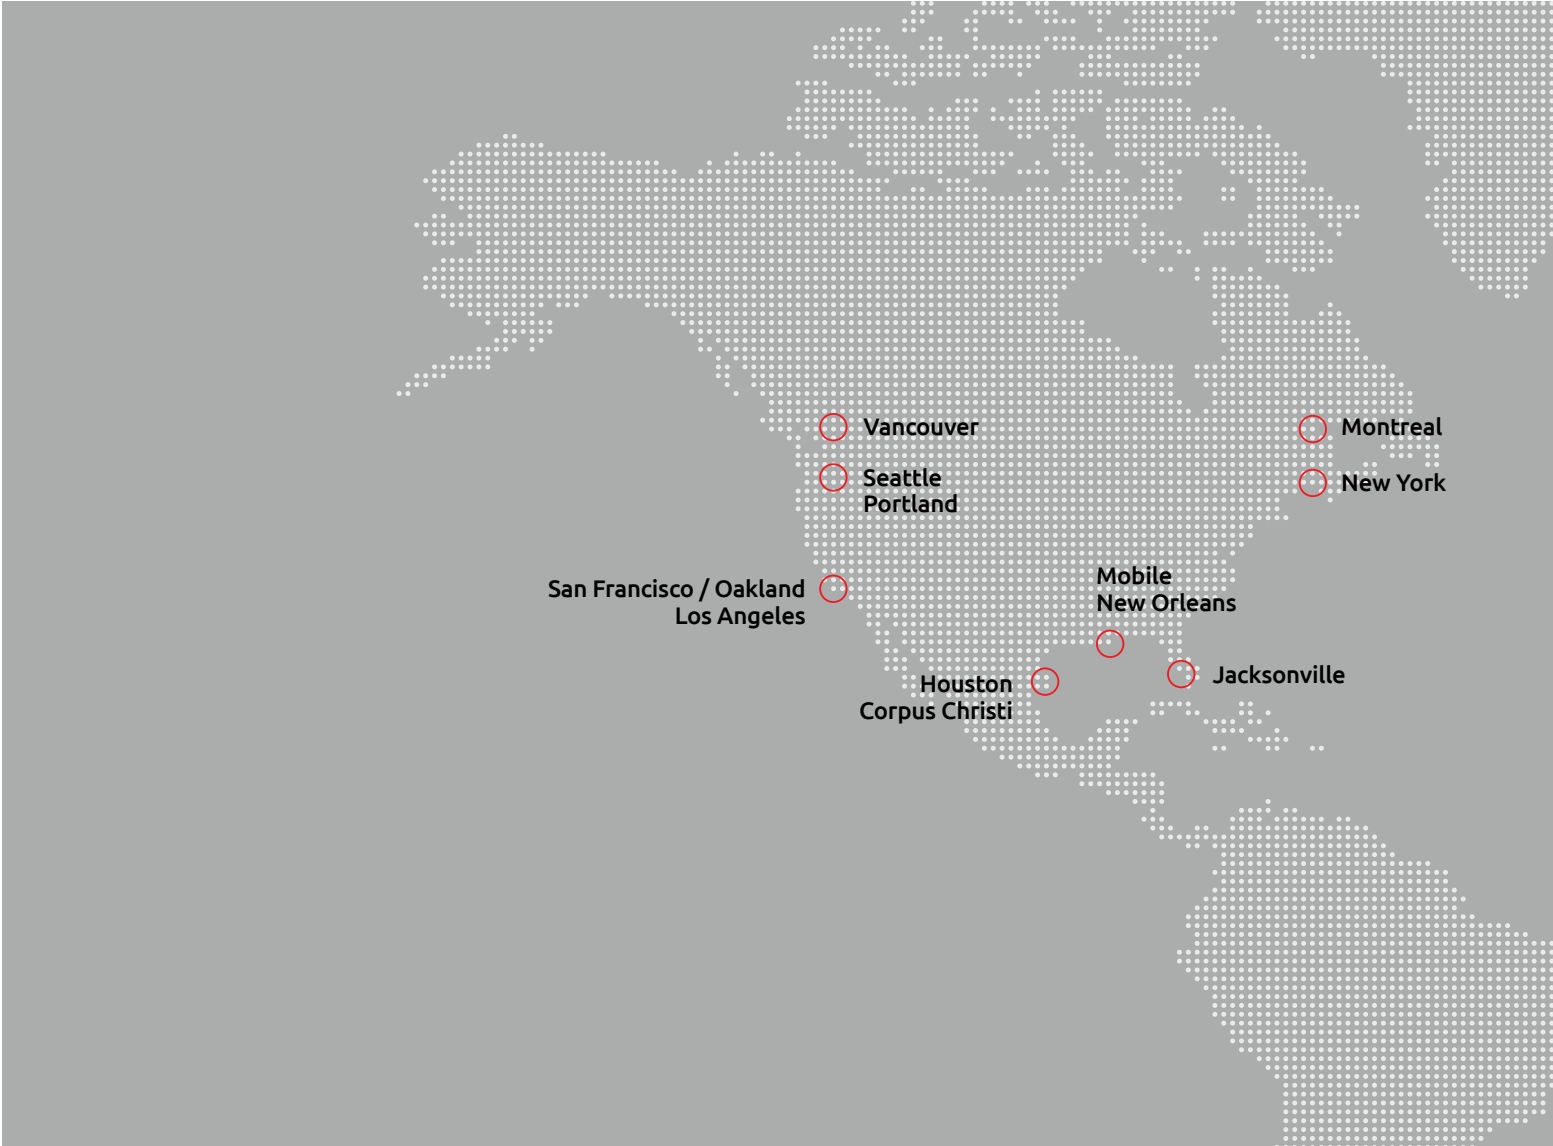 Vancouver
Montreal
Seattle
Portland
New York
San Francisco / Oakland
Los Angeles
Mobile
New Orleans
Houston
Corpus Christi
Jacksonville